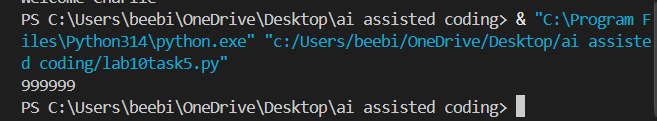 Welcome Charlie
PS C:\Users\beebi\OneDrive\Desktop\ai assisted coding> & "C:\Program F
iles\Python314\python.exe" "c:/Users/beebi/OneDrive/Desktop/ai assiste
d coding/lab10task5.py"
999999
PS C:\Users\beebi\OneDrive\Desktop\ai assisted coding>